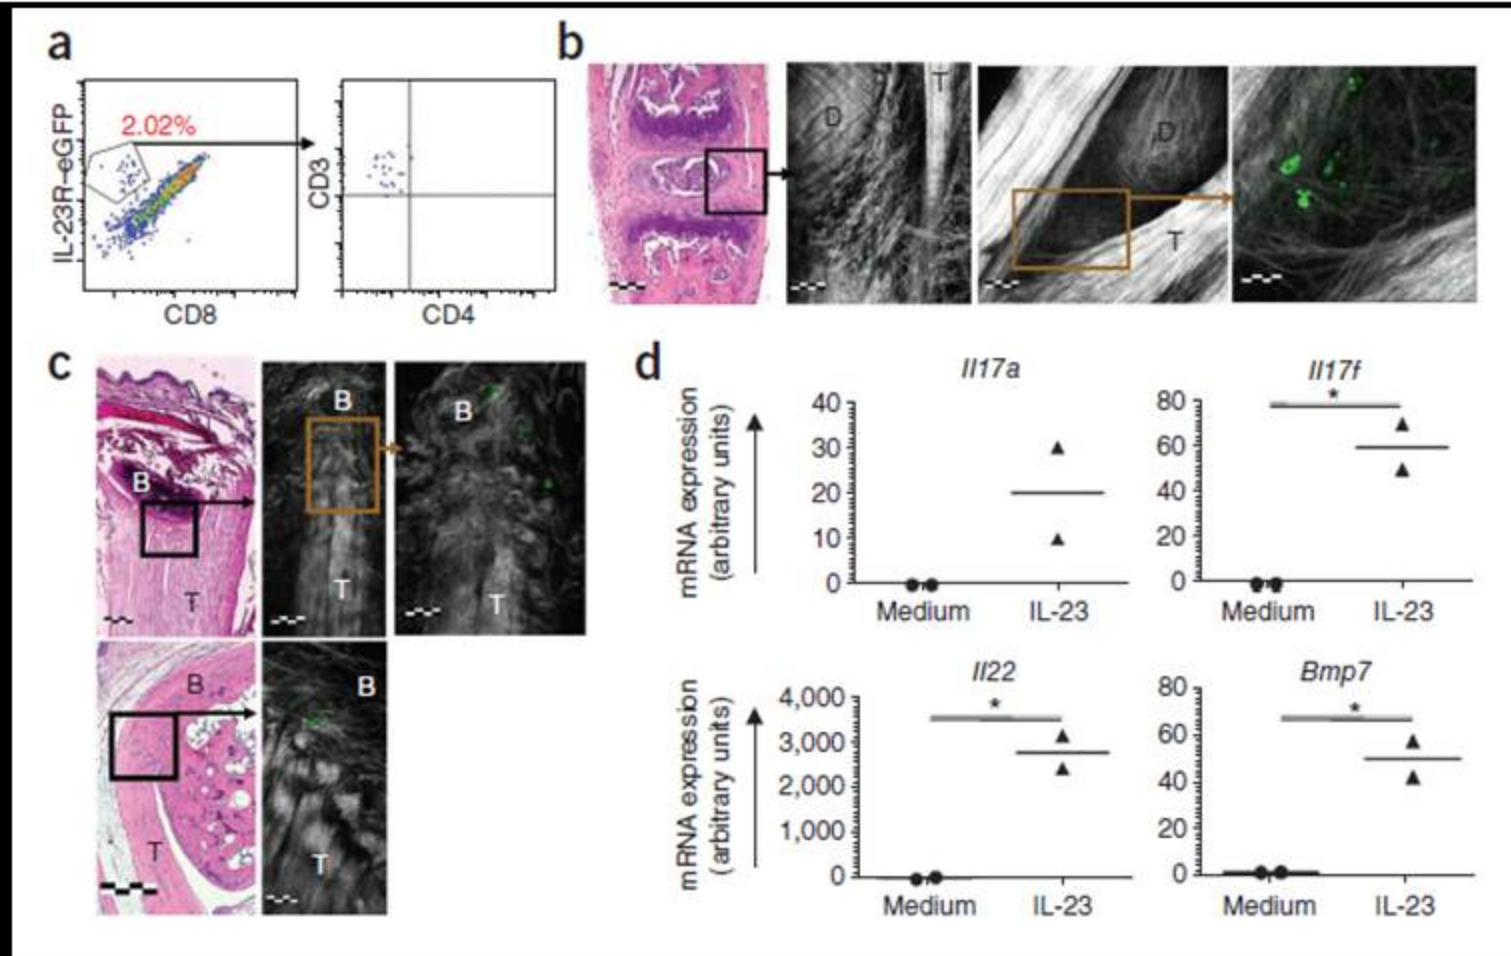 a
IL-23R-eGFP
2.02%
CD8
CD3
CD4
b
D
T
D
T
c
B
T
B
T
B
T
B
T
B
T
d
mRNA expression
(arbitrary units)
Il17a
40
30
20
10
0
Medium IL-23
Il17f
*
80
60
40
20
0
Medium IL-23
mRNA expression
(arbitrary units)
Il22
*
4,000
3,000
2,000
1,000
0
Medium IL-23
Bmp7
*
80
60
40
20
0
Medium IL-23